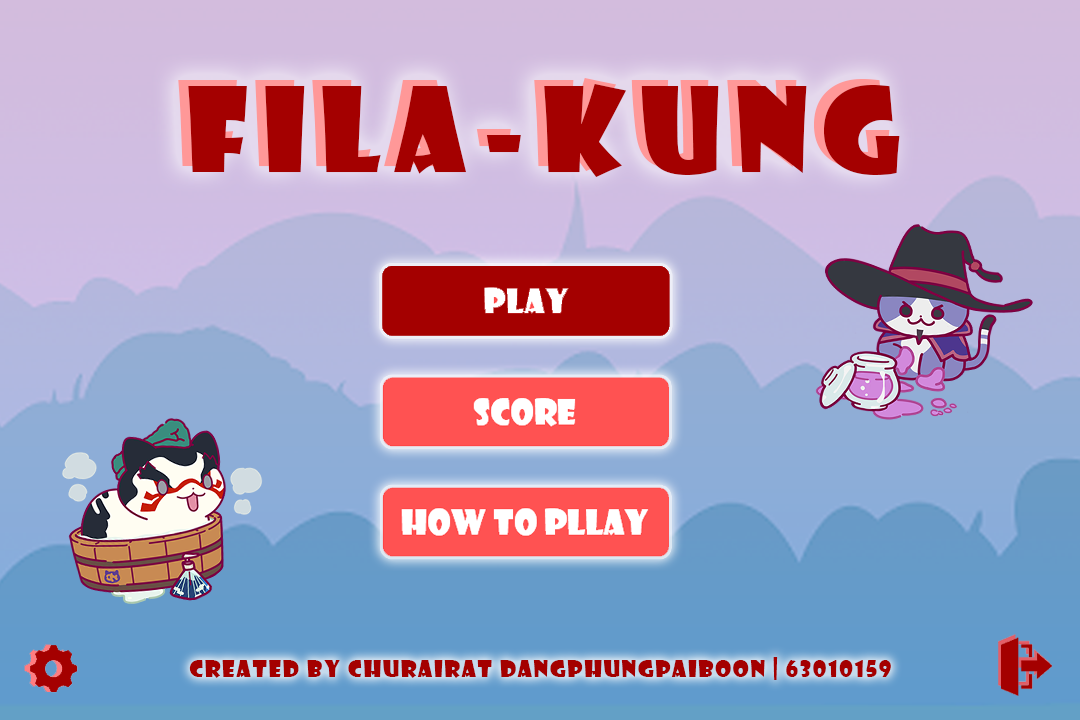 FILA-KUNG
PLAY
SCORE
HOW TO PLLAY
CREATED BY CHURAIRAT DANGPHUNGPAIBOON | 63010159